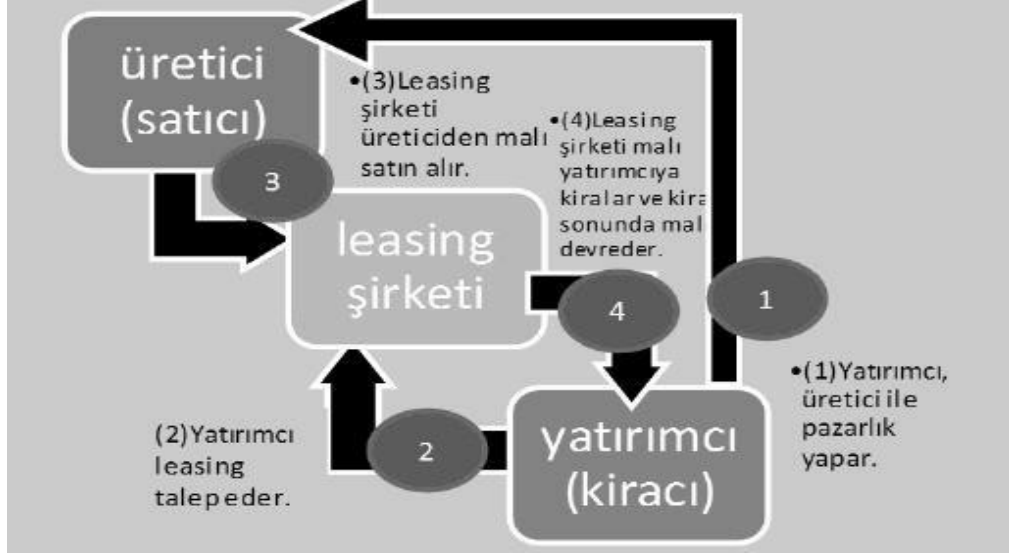 üretici
(satıcı)
3
•(3)Leasing
şirketi
üreticiden malı
satın alır.
•(4)Leasing
şirketi malı
yatırımcıya
kiralar ve kira
sonunda mal
devreder.
leasing
şirketi
4
1
•(1)Yatırımcı,
üretici ile
pazarlık
yapar.
(2)Yatırımcı
leasing
talep eder.
2
yatırımcı
(kiracı)